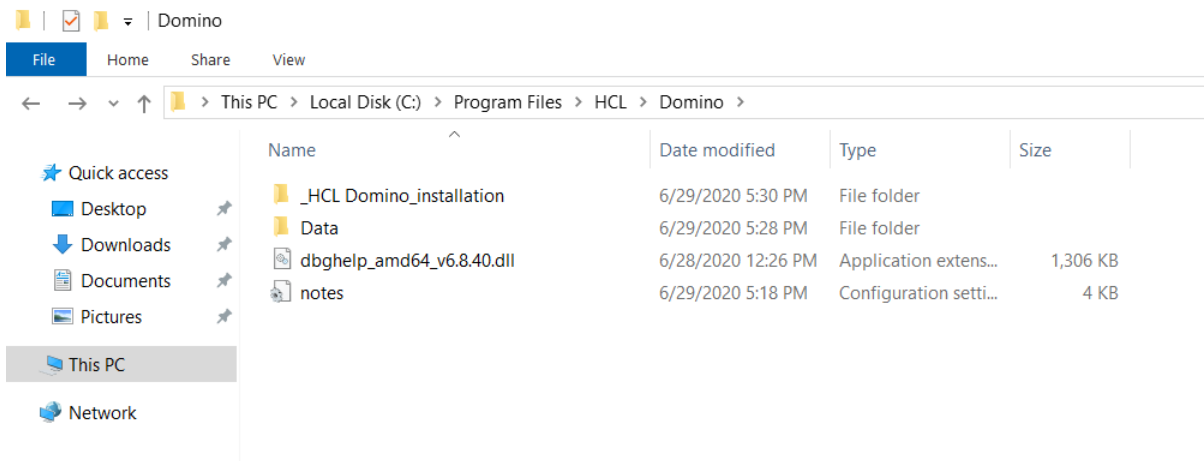 Domino
File Home Share View
This PC > Local Disk (C:) > Program Files > HCL > Domino >
Name Date modified Type Size
Quick access
Desktop
Downloads
Documents
Pictures
This PC
Network
_HCL Domino_installation 6/29/2020 5:30 PM File folder
Data 6/29/2020 5:28 PM File folder
dbghelp_amd64_v6.8.40.dll 6/28/2020 12:26 PM Application extens... 1,306 KB
notes 6/29/2020 5:18 PM Configuration setti... 4 KB